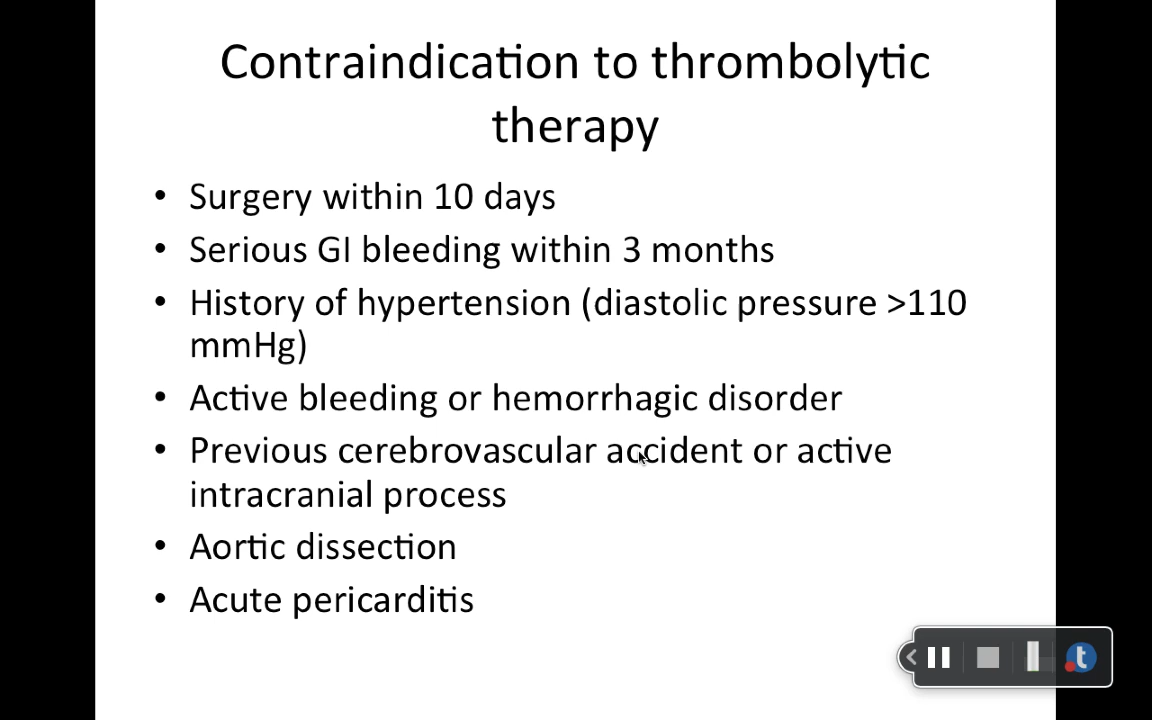 Contraindication to thrombolytic
therapy
• Surgery within 10 days
• Serious GI bleeding within 3 months
• History of hypertension (diastolic pressure >110
mmHg)
• Active bleeding or hemorrhagic disorder
• Previous cerebrovascular accident or active
intracranial process
• Aortic dissection
• Acute pericarditis
t